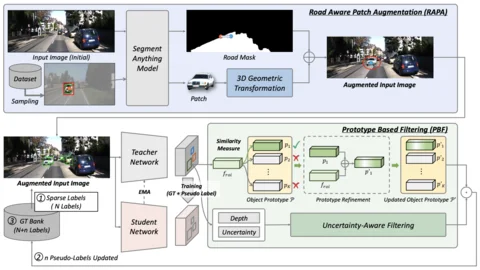 Road Aware Patch Augmentation (RAPA)
Input Image (Initial)
Dataset
Sampling
Segment
Anything
Model
Road Mask
Patch
3D Geometric
Transformation
Augmented Input Image
Augmented Input Image
① Sparse Labels
( N Labels)
③ GT Bank
(N+n Labels)
② n Pseudo-Labels Updated
Teacher
Network
EMA
Student
Network
Training
(GT + Pseudo Label)
Prototype Based Filtering (PBF)
Similarity
Measure
Object Prototype 𝒫
Prototype Refinement
Updated Object Prototype 𝒫'
Depth
Uncertainty
Uncertainty-Aware Filtering